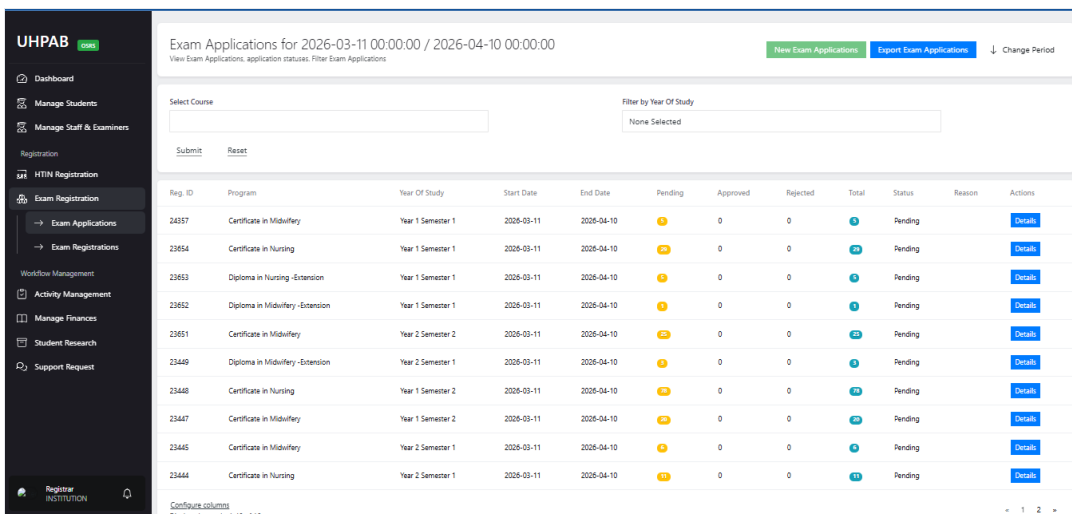 UHPAB OSRS
Dashboard
Manage Students
Manage Staff & Examiners
Registration
HTIN Registration
Exam Registration
→ Exam Applications
→ Exam Registrations
Workflow Management
Activity Management
Manage Finances
Student Research
Support Request
Registrar
INSTITUTION
Exam Applications for 2026-03-11 00:00:00 / 2026-04-10 00:00:00
View Exam Applications, application statuses. Filter Exam Applications
New Exam Applications Export Exam Applications ↓ Change Period
Select Course Filter by Year Of Study
None Selected
Submit Reset
Reg. ID Program Year Of Study Start Date End Date Pending Approved Rejected Total Status Reason Actions
24357 Certificate in Midwifery Year 1 Semester 1 2026-03-11 2026-04-10 5 0 0 5 Pending Details
23654 Certificate in Nursing Year 1 Semester 1 2026-03-11 2026-04-10 0 0 29 Pending Details
23653 Diploma in Nursing -Extension Year 1 Semester 1 2026-03-11 2026-04-10 5 0 0 5 Pending Details
23652 Diploma in Midwifery -Extension Year 1 Semester 1 2026-03-11 2026-04-10 0 0 1 Pending Details
23651 Certificate in Midwifery Year 2 Semester 2 2026-03-11 2026-04-10 25 0 0 25 Pending Details
23449 Diploma in Midwifery -Extension Year 2 Semester 1 2026-03-11 2026-04-10 3 0 0 3 Pending Details
23448 Certificate in Nursing Year 1 Semester 2 2026-03-11 2026-04-10 0 0 78 Pending Details
23447 Certificate in Midwifery Year 1 Semester 2 2026-03-11 2026-04-10 20 0 0 20 Pending Details
23445 Certificate in Midwifery Year 2 Semester 1 2026-03-11 2026-04-10 6 0 0 6 Pending Details
23444 Certificate in Nursing Year 2 Semester 1 2026-03-11 2026-04-10 11 0 0 11 Pending Details
Configure columns
« 1 2 »